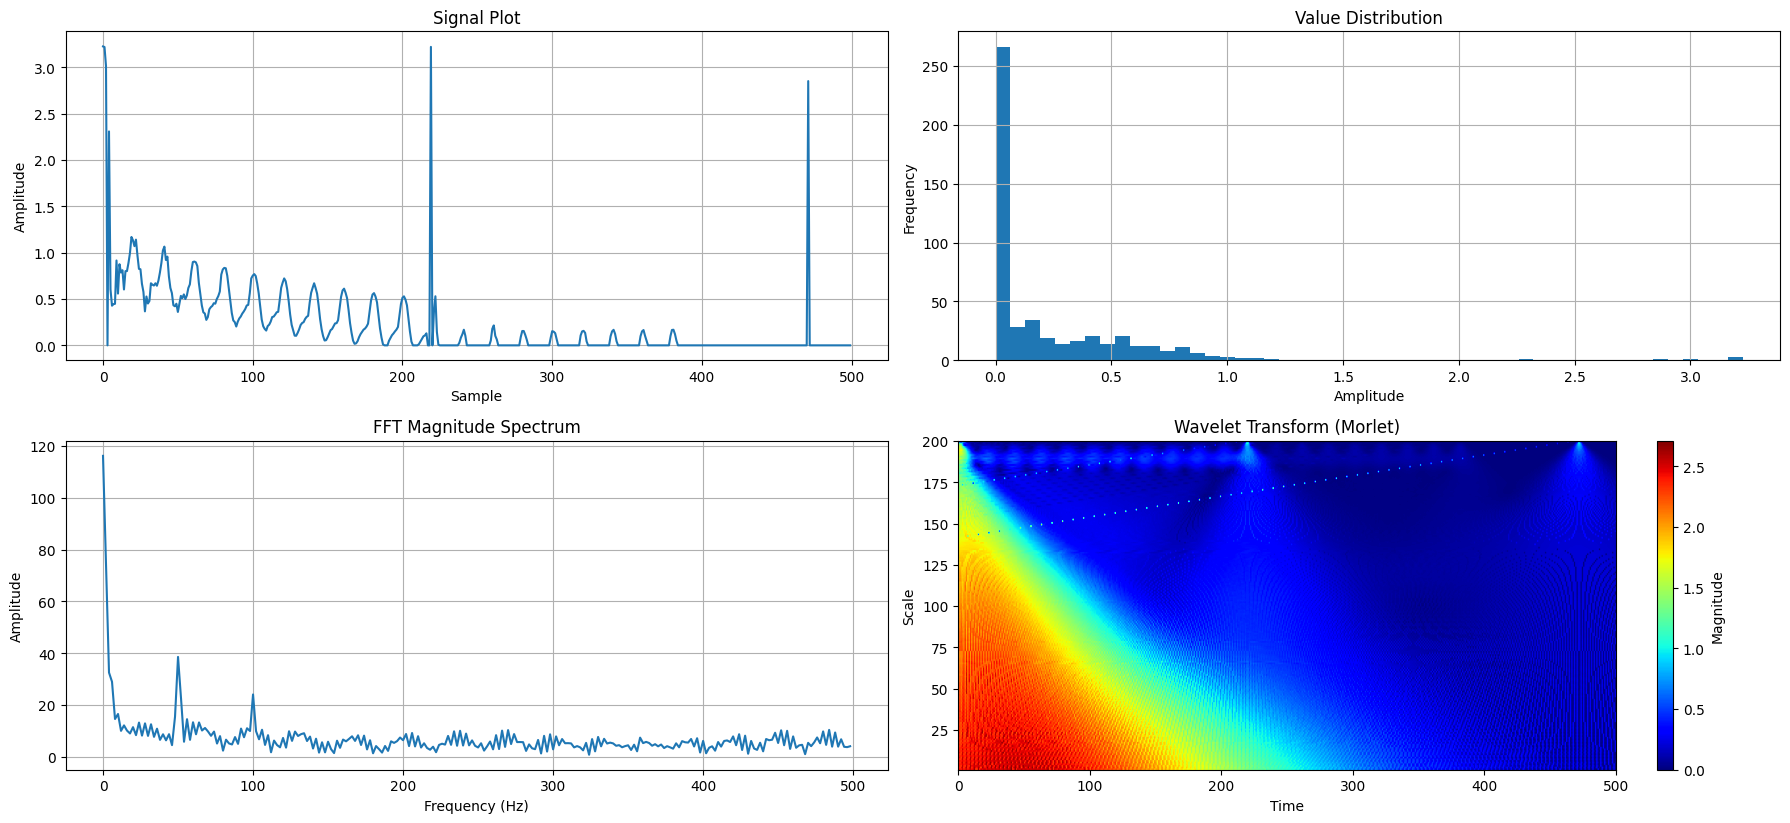 Signal Plot
Amplitude
3.0
2.5
2.0
1.5
1.0
0.5
0.0
0 100 200 300 400 500
Sample
Value Distribution
Frequency
250
200
150
100
50
0
0.0 0.5 1.0 1.5 2.0 2.5 3.0
Amplitude
FFT Magnitude Spectrum
Amplitude
120
100
80
60
40
20
0
0 100 200 300 400 500
Frequency (Hz)
Wavelet Transform (Morlet)
Scale
200
175
150
125
100
75
50
25
0 100 200 300 400 500
Time
2.5
2.0
1.5
1.0
0.5
0.0
Magnitude